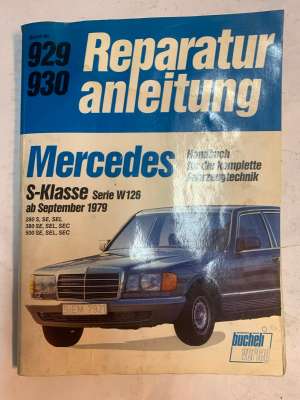 929
930
Reparatur
anleitung
Mercedes
S-Klasse Serie W126
ab September 1979
280 S, SE, SEL
380 SE, SEL, SEC
500 SE, SEL, SEC
Handbuch
für die komplette
Fahrzeugtechnik
bucheli
verlag